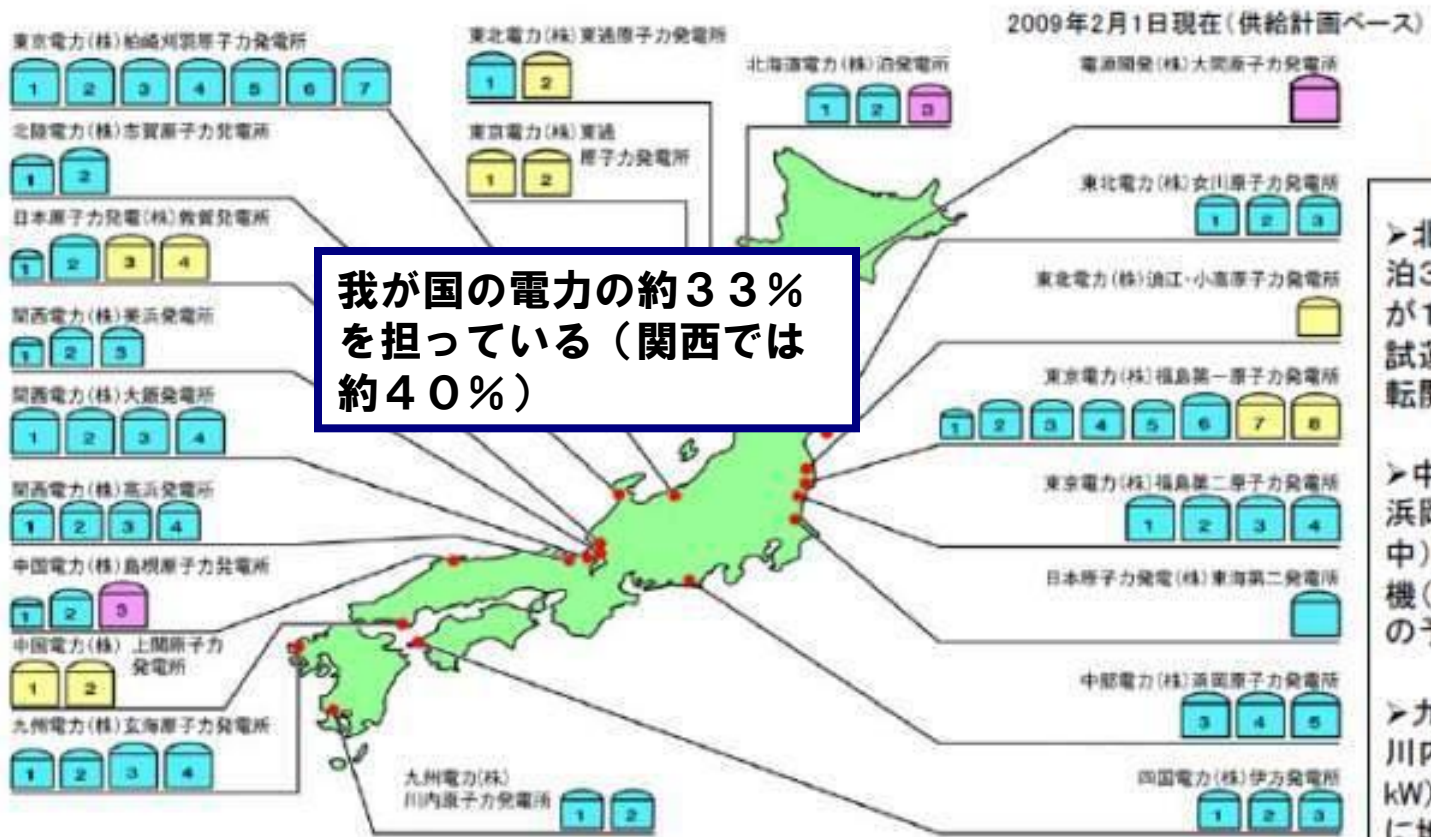 2009年2月1日現在(供給計画ベース)
東京電力(株)柏崎刈羽原子力発電所
1 2 3 4 5 6 7
東北電力(株)東通原子力発電所
1 2
北海道電力(株)泊発電所
1 2 3
電源開発(株)大間原子力発電所
北陸電力(株)志賀原子力発電所
1 2
東京電力(株)東通
原子力発電所
1 2
東北電力(株)女川原子力発電所
1 2 3
日本原子力発電(株)敦賀発電所
1 2 3 4
我が国の電力の約33%
を担っている(関西では
約40%)
東北電力(株)浪江・小高原子力発電所
関西電力(株)美浜発電所
1 2 3
東京電力(株)福島第一原子力発電所
1 2 3 4 5 6 7 8
関西電力(株)大飯発電所
1 2 3 4
東京電力(株)福島第二原子力発電所
1 2 3 4
関西電力(株)高浜発電所
1 2 3 4
日本原子力発電(株)東海第二発電所
中国電力(株)島根原子力発電所
1 2 3
中国電力(株) 上関原子力
発電所
1 2
中部電力(株)浜岡原子力発電所
3 4 5
九州電力(株)玄海原子力発電所
1 2 3 4
九州電力(株)
川内原子力発電所
1 2
四国電力(株)伊方発電所
1 2 3
➤北
泊3
が1
試運
転開
➤中
浜岡
中)
機(
の予
➤九
川内
kW)